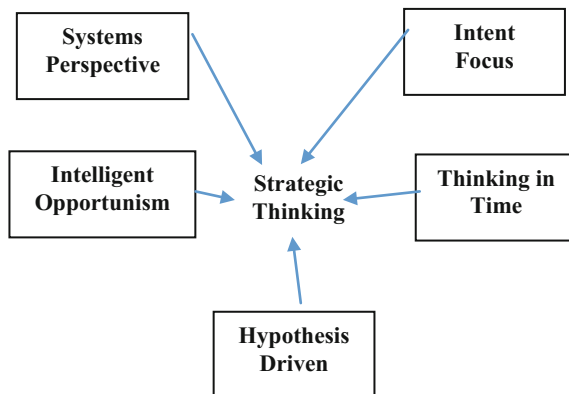 Systems
Perspective
Intent
Focus
Intelligent
Opportunism
Strategic
Thinking
Thinking in
Time
Hypothesis
Driven